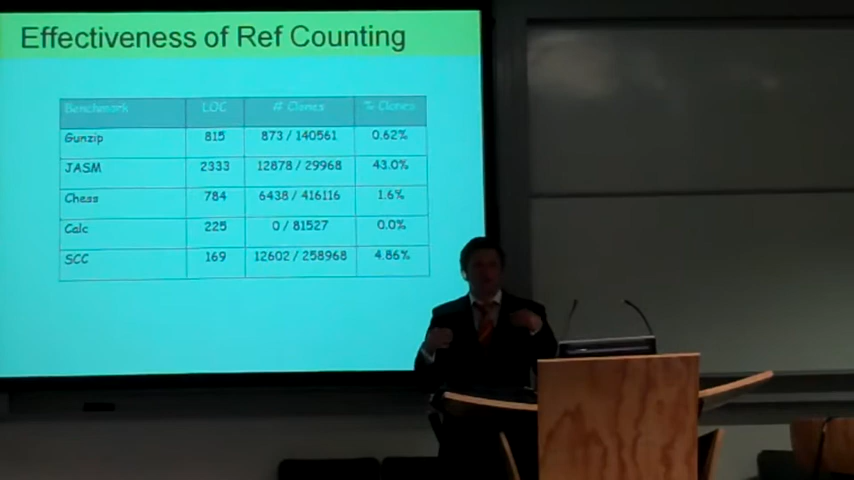 Effectiveness of Ref Counting
Benchmark LOC # Clones % Clones
Gunzip 815 873 / 140561 0.62%
JASM 2333 12878 / 29968 43.0%
Chess 784 6438 / 416116 1.6%
Calc 225 0 / 81527 0.0%
SCC 169 12602 / 258968 4.86%